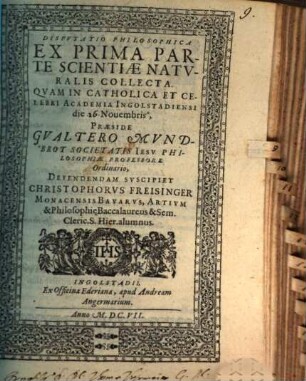 9.
DISPVTATIO PHILOSOPHICA
EX PRIMA PAR-
TE SCIENTIÆ NATV-
RALIS COLLECTA.
QVAM IN CATHOLICA ET CE-
LEBRI ACADEMIA INGOLSTADIENSI
die 26. Nouembris,
PRÆSIDE
GVALTERO MVND-
BROT SOCIETATIS IESV PHI-
LOSOPHIÆ PROFESSORE
Ordinario,
DEFENDENDAM SVSCIPIET
CHRISTOPHORVS FREISINGER
MONACENSIS BAVARVS, ARTIVM
& Philosophię Baccalaureus & Sem.
Cleric. S. Hier. alumnus.
IHS
INGOLSTADII,
Ex Officina Ederiana, apud Andream
Angermarium.
Anno M. DC. VII.